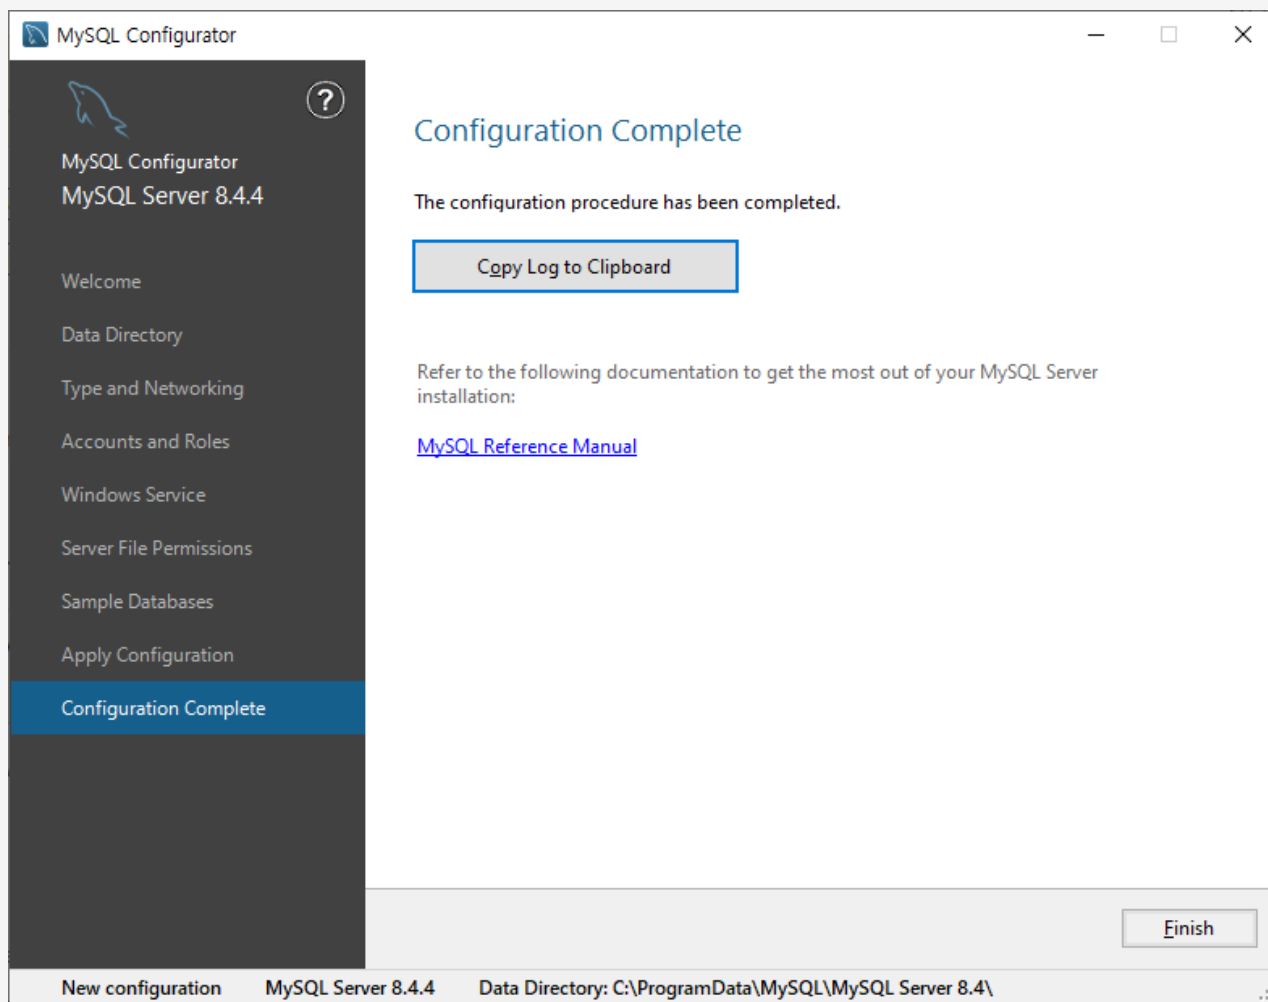 MySQL Configurator
?
MySQL Configurator
MySQL Server 8.4.4
Welcome
Data Directory
Type and Networking
Accounts and Roles
Windows Service
Server File Permissions
Sample Databases
Apply Configuration
Configuration Complete
Configuration Complete
The configuration procedure has been completed.
Copy Log to Clipboard
Refer to the following documentation to get the most out of your MySQL Server
installation:
MySQL Reference Manual
Finish
New configuration MySQL Server 8.4.4 Data Directory: C:\ProgramData\MySQL\MySQL Server 8.4\